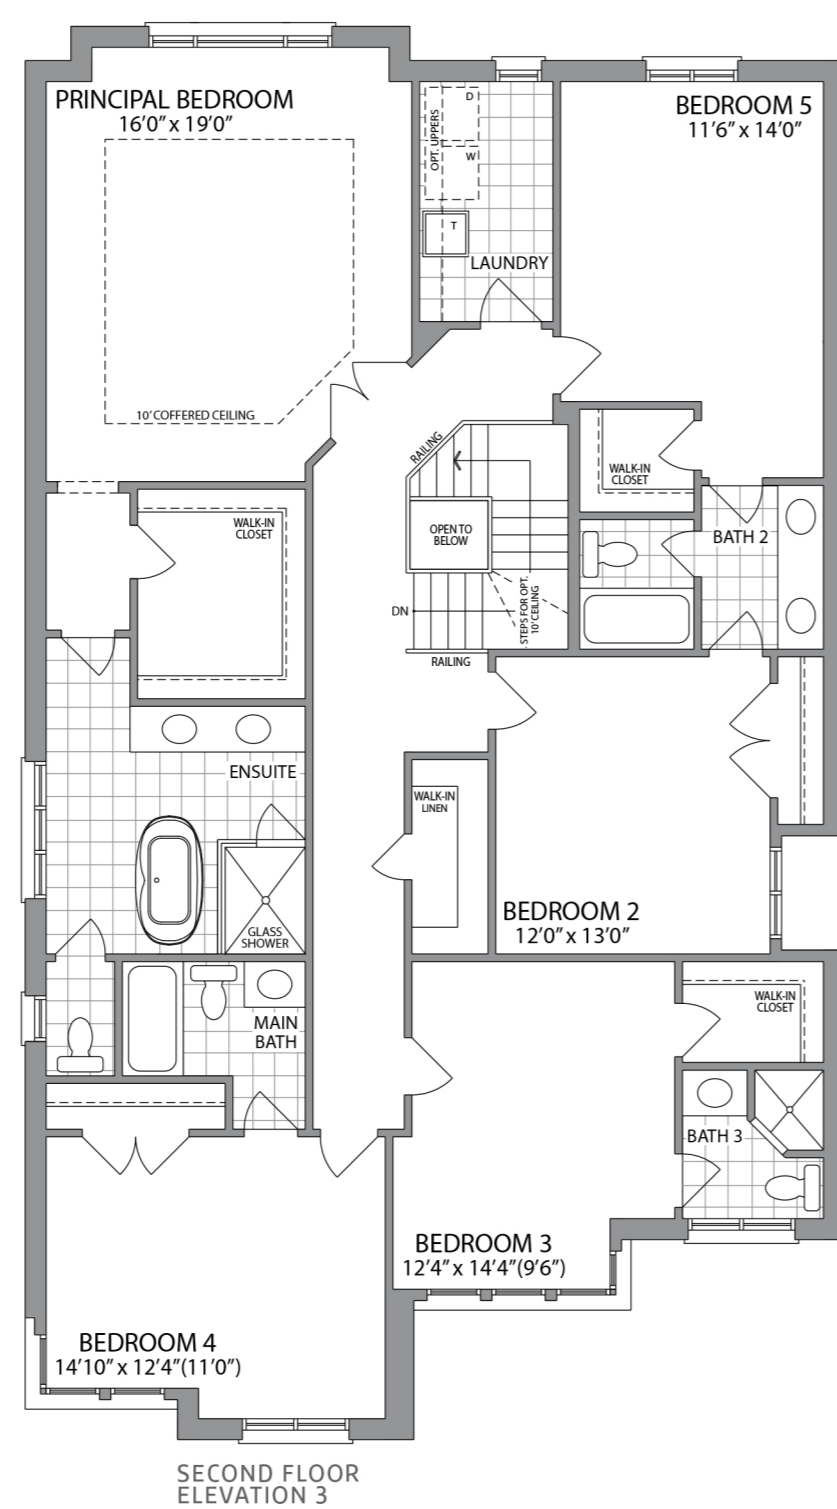 PRINCIPAL BEDROOM
16'0" x 19'0"
10' COFFERED CEILING
OPT. UPPERS
D
W
T
LAUNDRY
BEDROOM 5
11'6" x 14'0"
WALK-IN
CLOSET
BATH 2
RAILING
OPEN TO
BELOW
DN
STEPS FOR OPT.
10' CEILING
RAILING
WALK-IN
CLOSET
ENSUITE
GLASS
SHOWER
WALK-IN
LINEN
BEDROOM 2
12'0" x 13'0"
MAIN
BATH
WALK-IN
CLOSET
BATH 3
BEDROOM 3
12'4" x 14'4"(9'6")
BEDROOM 4
14'10" x 12'4"(11'0")
SECOND FLOOR
ELEVATION 3